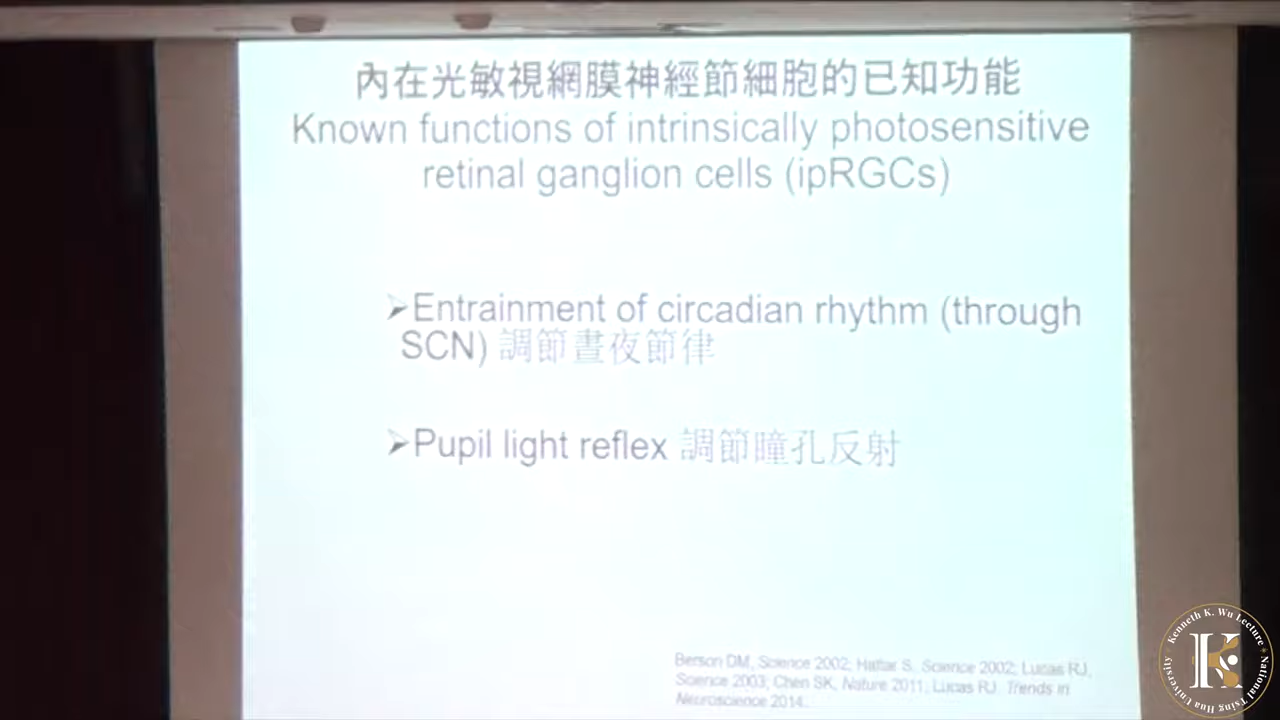 內在光敏視網膜神經節細胞的已知功能
Known functions of intrinsically photosensitive
retinal ganglion cells (ipRGCs)
➢Entrainment of circadian rhythm (through
SCN) 調節晝夜節律
➢Pupil light reflex 調節瞳孔反射
Berson DM, Science 2002; Hattar S, Science 2002; Lucas RJ,
Science 2003; Chen SK, Nature 2011; Lucas RJ. Trends in
Neuroscience 2014.
Kenneth K. Wu Lecture
National Tsing Hua University
K